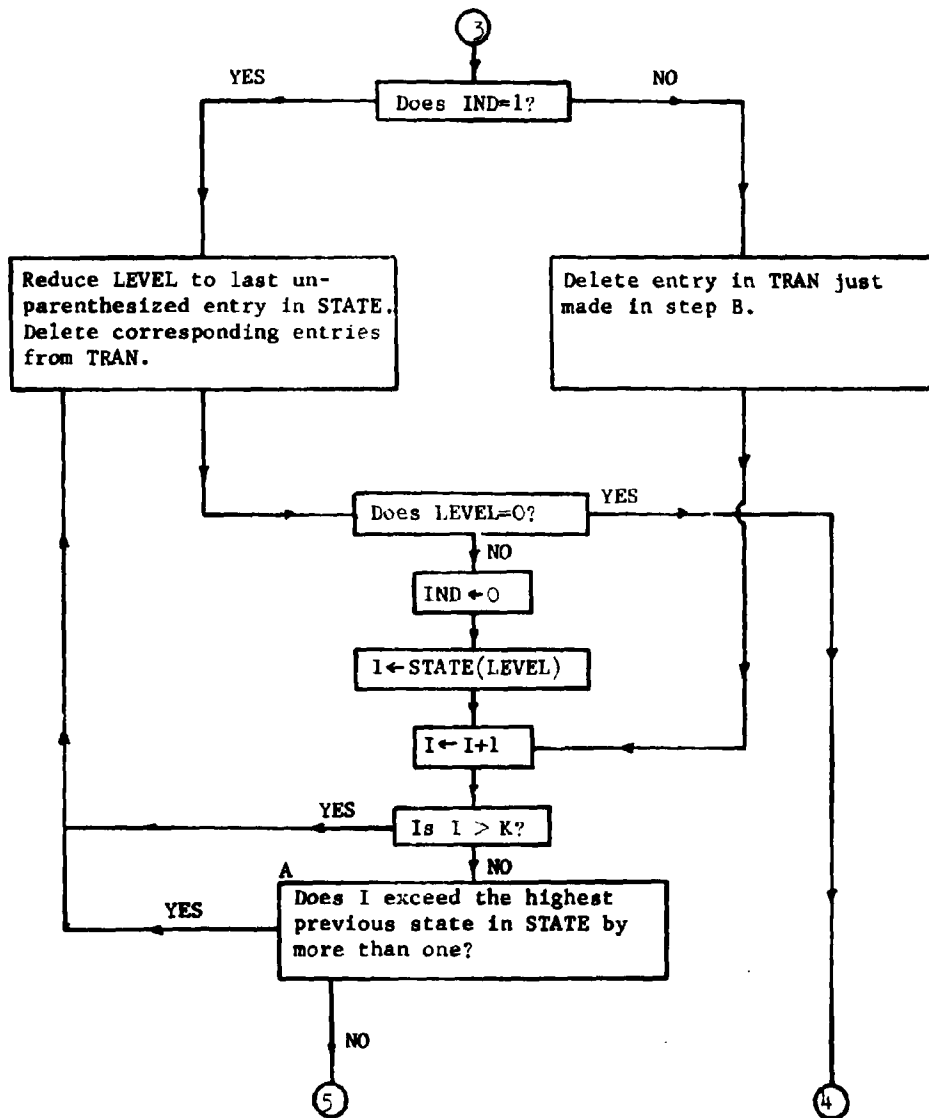 3
YES
NO
Does IND=1?
Reduce LEVEL to last un-
parenthesized entry in STATE.
Delete corresponding entries
from TRAN.
Delete entry in TRAN just
made in step B.
Does LEVEL=0?
YES
NO
IND←0
I←STATE(LEVEL)
I←I+1
YES
Is I > K?
NO
A
Does I exceed the highest
previous state in STATE by
more than one?
YES
NO
5
4